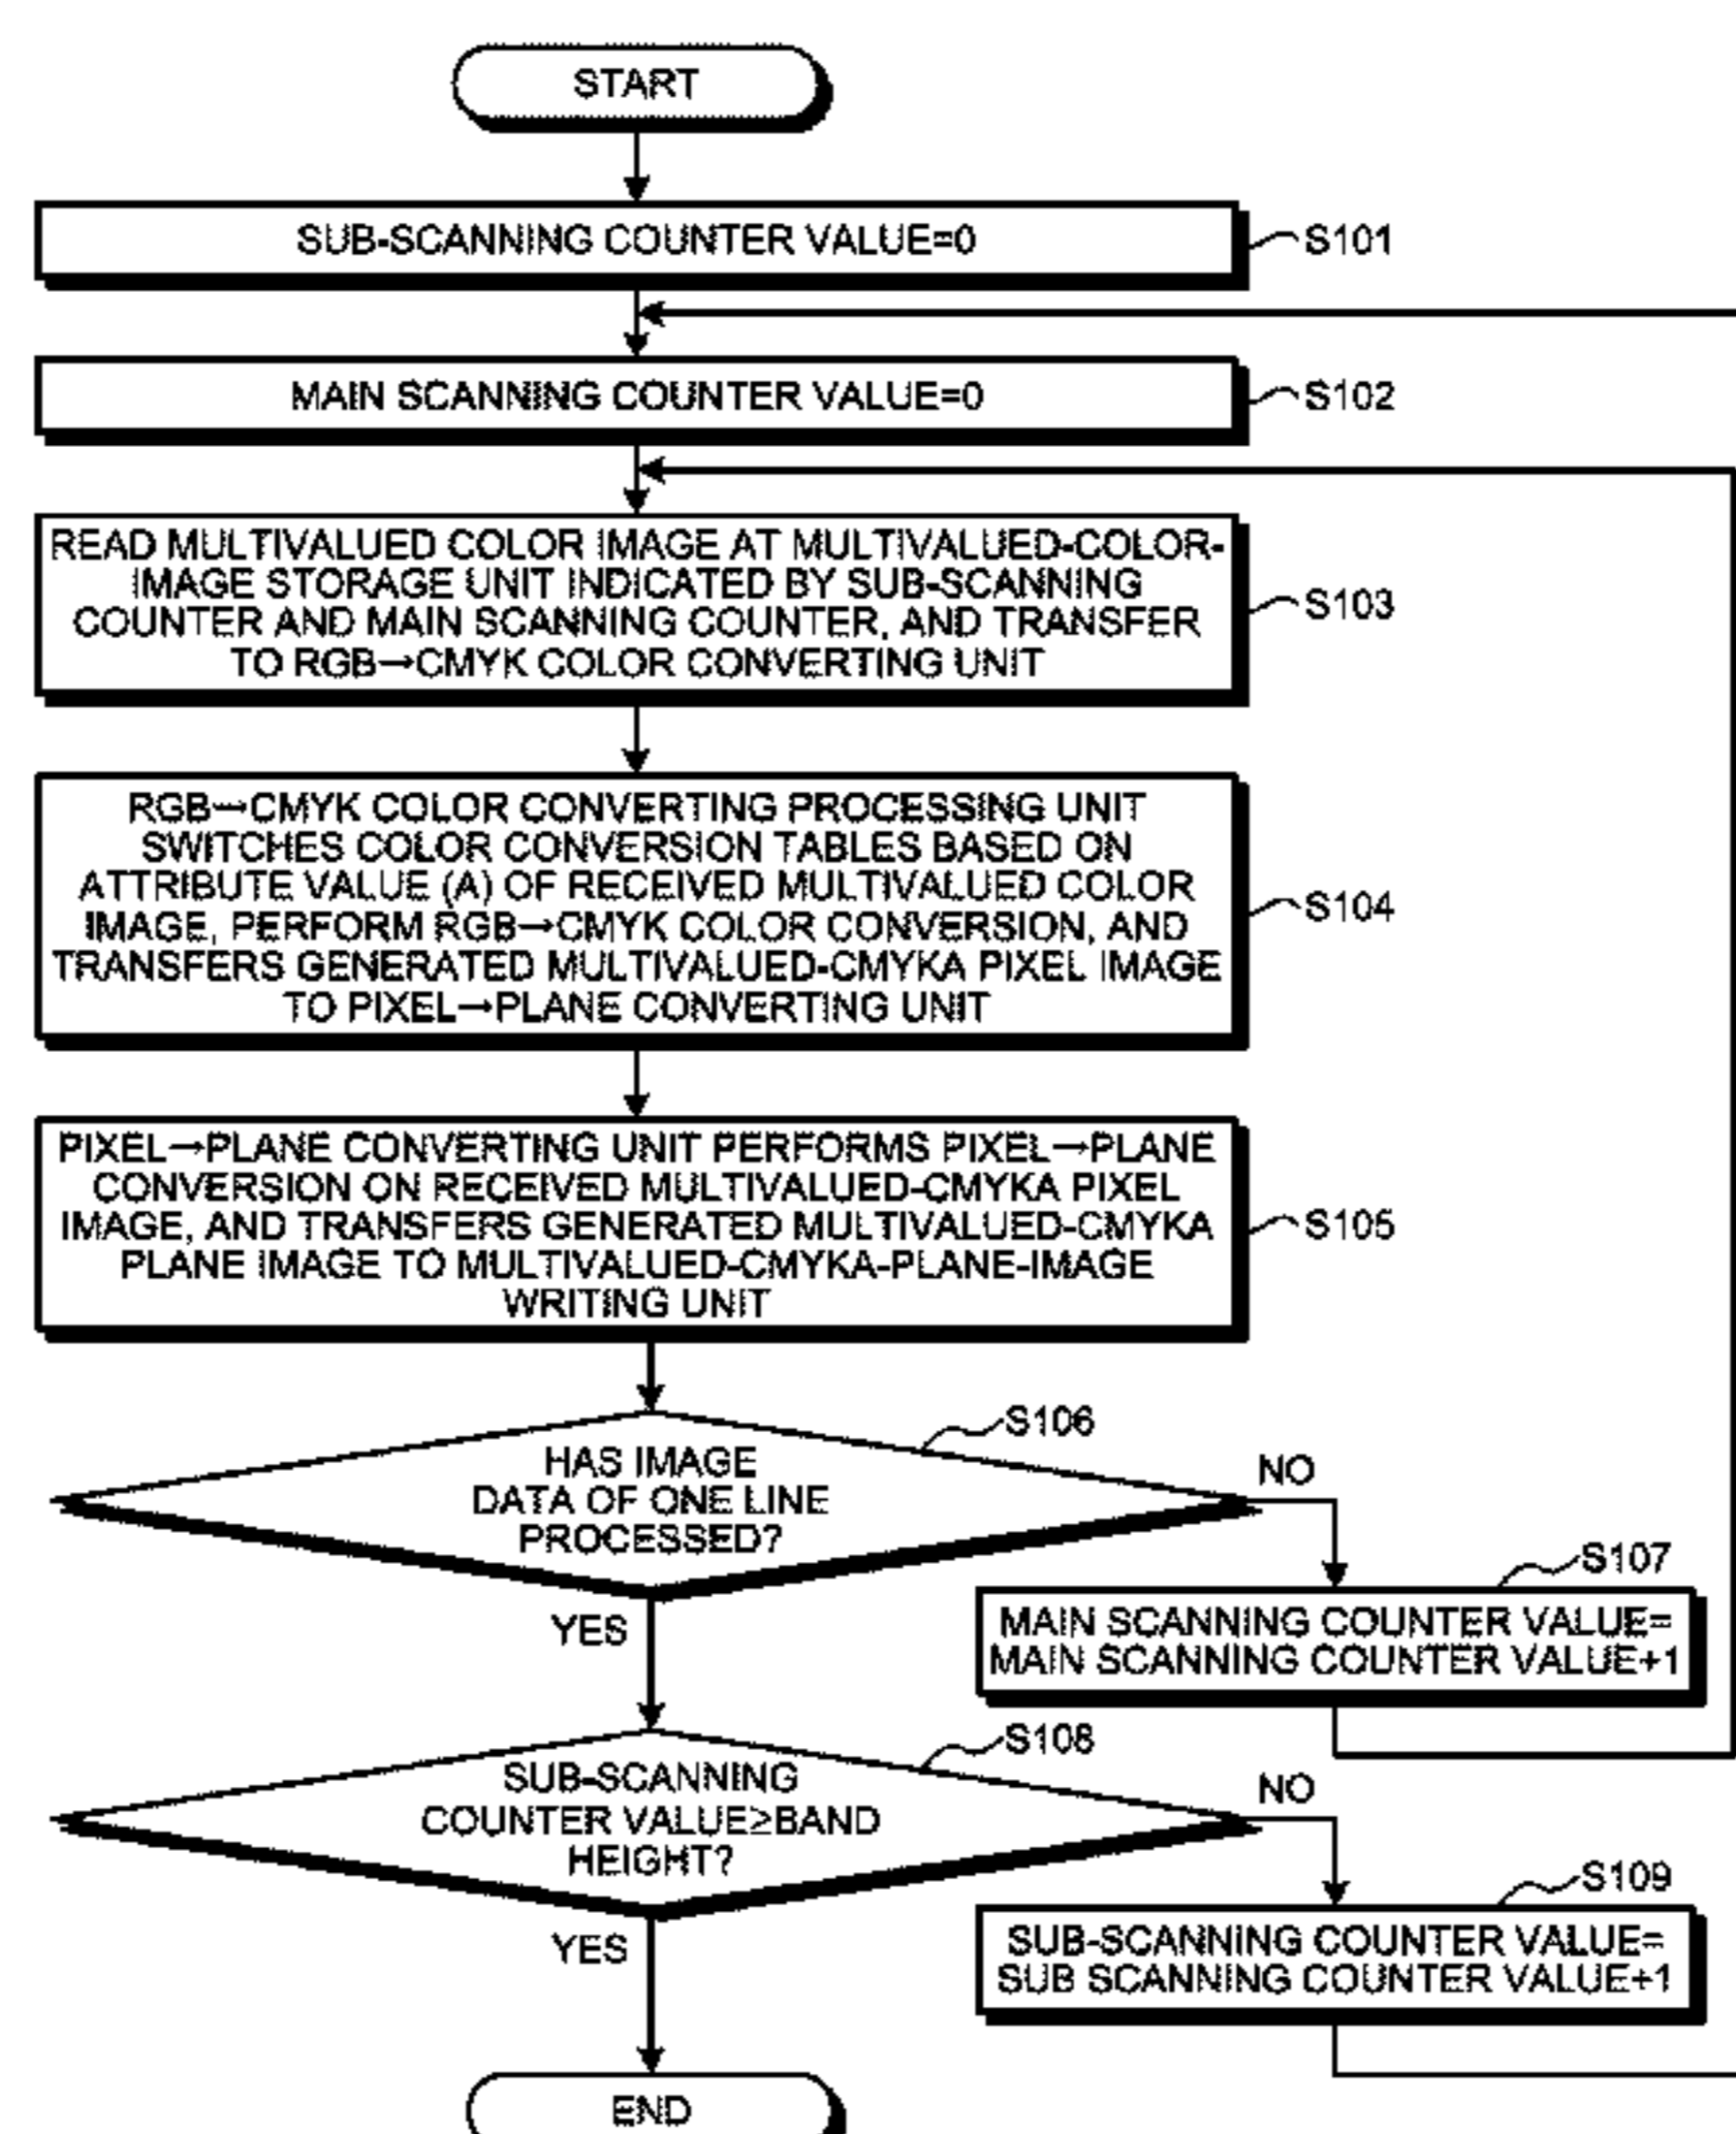 START
SUB-SCANNING COUNTER VALUE=0
S101
MAIN SCANNING COUNTER VALUE=0
S102
READ MULTIVALUED COLOR IMAGE AT MULTIVALUED-COLOR-
IMAGE STORAGE UNIT INDICATED BY SUB-SCANNING
COUNTER AND MAIN SCANNING COUNTER, AND TRANSFER
TO RGB→CMYK COLOR CONVERTING UNIT
S103
RGB→CMYK COLOR CONVERTING PROCESSING UNIT
SWITCHES COLOR CONVERSION TABLES BASED ON
ATTRIBUTE VALUE (A) OF RECEIVED MULTIVALUED COLOR
IMAGE, PERFORM RGB→CMYK COLOR CONVERSION, AND
TRANSFERS GENERATED MULTIVALUED-CMYKA PIXEL IMAGE
TO PIXEL→PLANE CONVERTING UNIT
S104
PIXEL→PLANE CONVERTING UNIT PERFORMS PIXEL→PLANE
CONVERSION ON RECEIVED MULTIVALUED-CMYKA PIXEL
IMAGE, AND TRANSFERS GENERATED MULTIVALUED-CMYKA
PLANE IMAGE TO MULTIVALUED-CMYKA-PLANE-IMAGE
WRITING UNIT
S105
S106
HAS IMAGE
DATA OF ONE LINE
PROCESSED?
NO
YES
S107
MAIN SCANNING COUNTER VALUE=
MAIN SCANNING COUNTER VALUE+1
S108
SUB-SCANNING
COUNTER VALUE≥BAND
HEIGHT?
NO
YES
S109
SUB-SCANNING COUNTER VALUE=
SUB SCANNING COUNTER VALUE+1
END